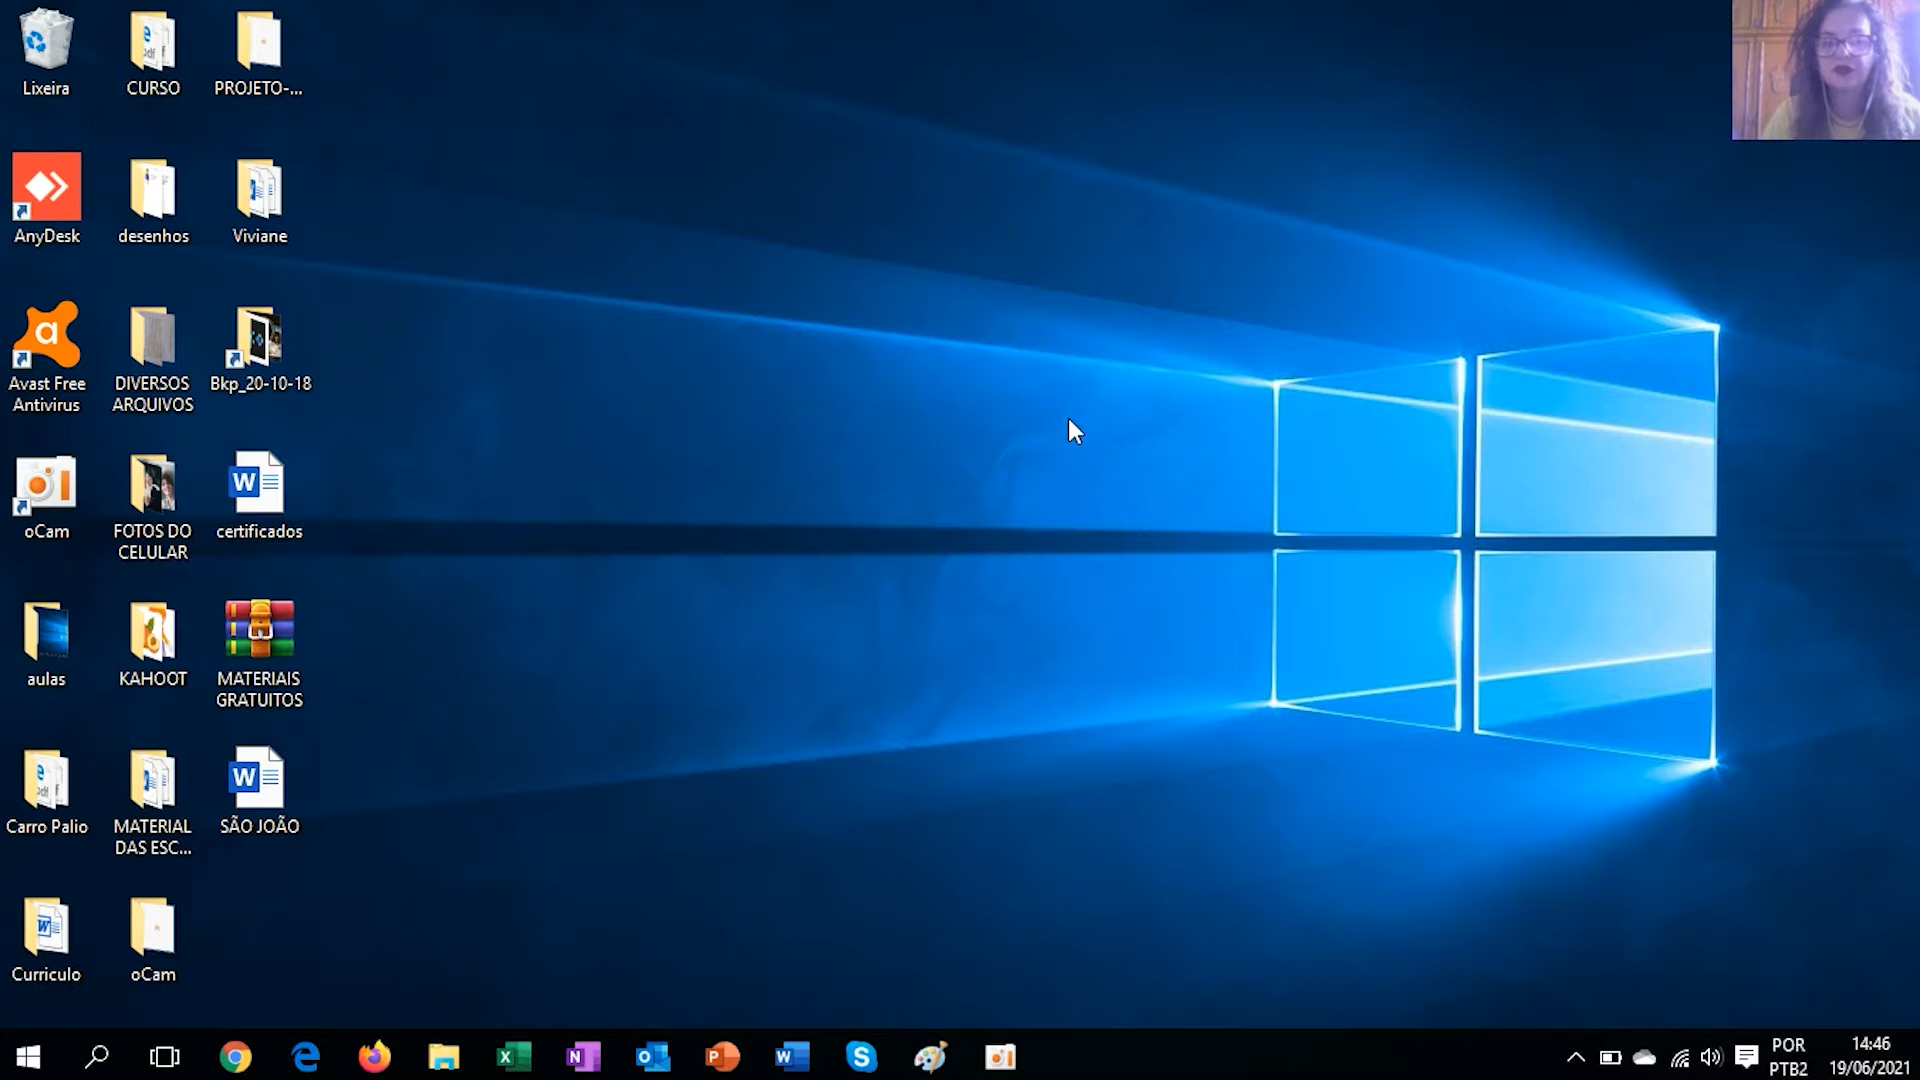 Lixeira
CURSO
PROJETO-...
AnyDesk
desenhos
Viviane
Avast Free
Antivirus
DIVERSOS
ARQUIVOS
Bkp_20-10-18
oCam
FOTOS DO
CELULAR
certificados
aulas
KAHOOT
MATERIAIS
GRATUITOS
Carro Palio
MATERIAL
DAS ESC...
SÃO JOÃO
Curriculo
oCam
POR
PTB2
14:46
19/06/2021